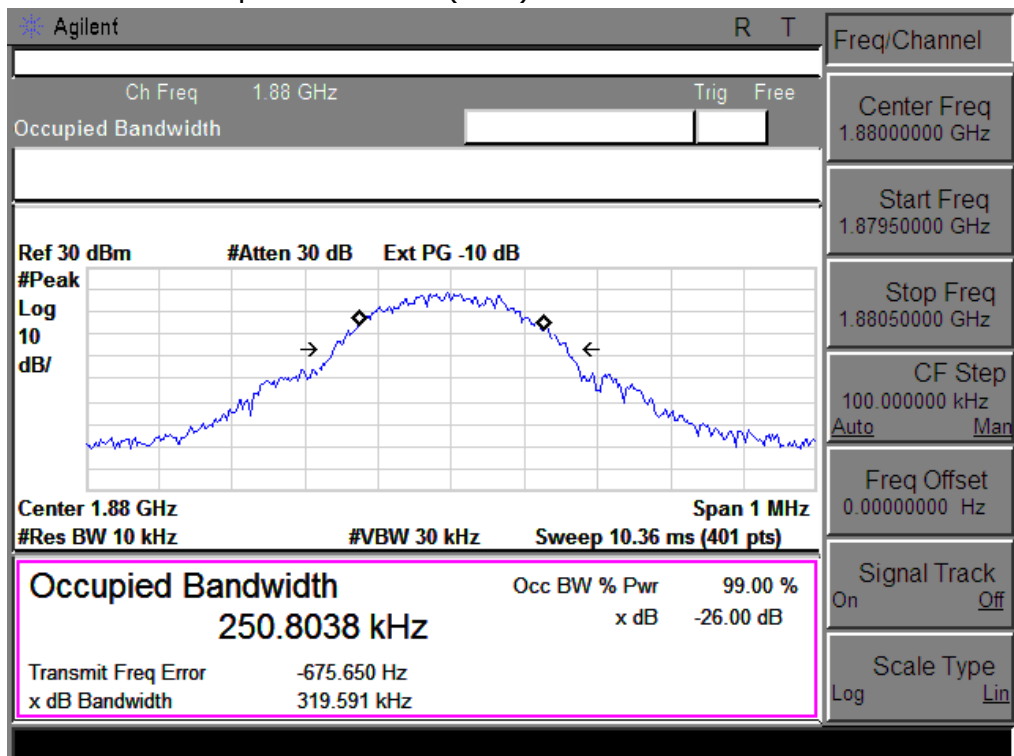 Agilent R T
Freq/Channel
Ch Freq 1.88 GHz Trig Free
Occupied Bandwidth
Center Freq
1.88000000 GHz
Start Freq
1.87950000 GHz
Stop Freq
1.88050000 GHz
CF Step
100.000000 kHz
Auto Man
Freq Offset
0.00000000 Hz
Signal Track
On Off
Scale Type
Log Lin
Ref 30 dBm #Atten 30 dB Ext PG -10 dB
#Peak
Log
10
dB/
Center 1.88 GHz Span 1 MHz
#Res BW 10 kHz #VBW 30 kHz Sweep 10.36 ms (401 pts)
Occupied Bandwidth Occ BW % Pwr 99.00 %
250.8038 kHz x dB -26.00 dB
Transmit Freq Error -675.650 Hz
x dB Bandwidth 319.591 kHz